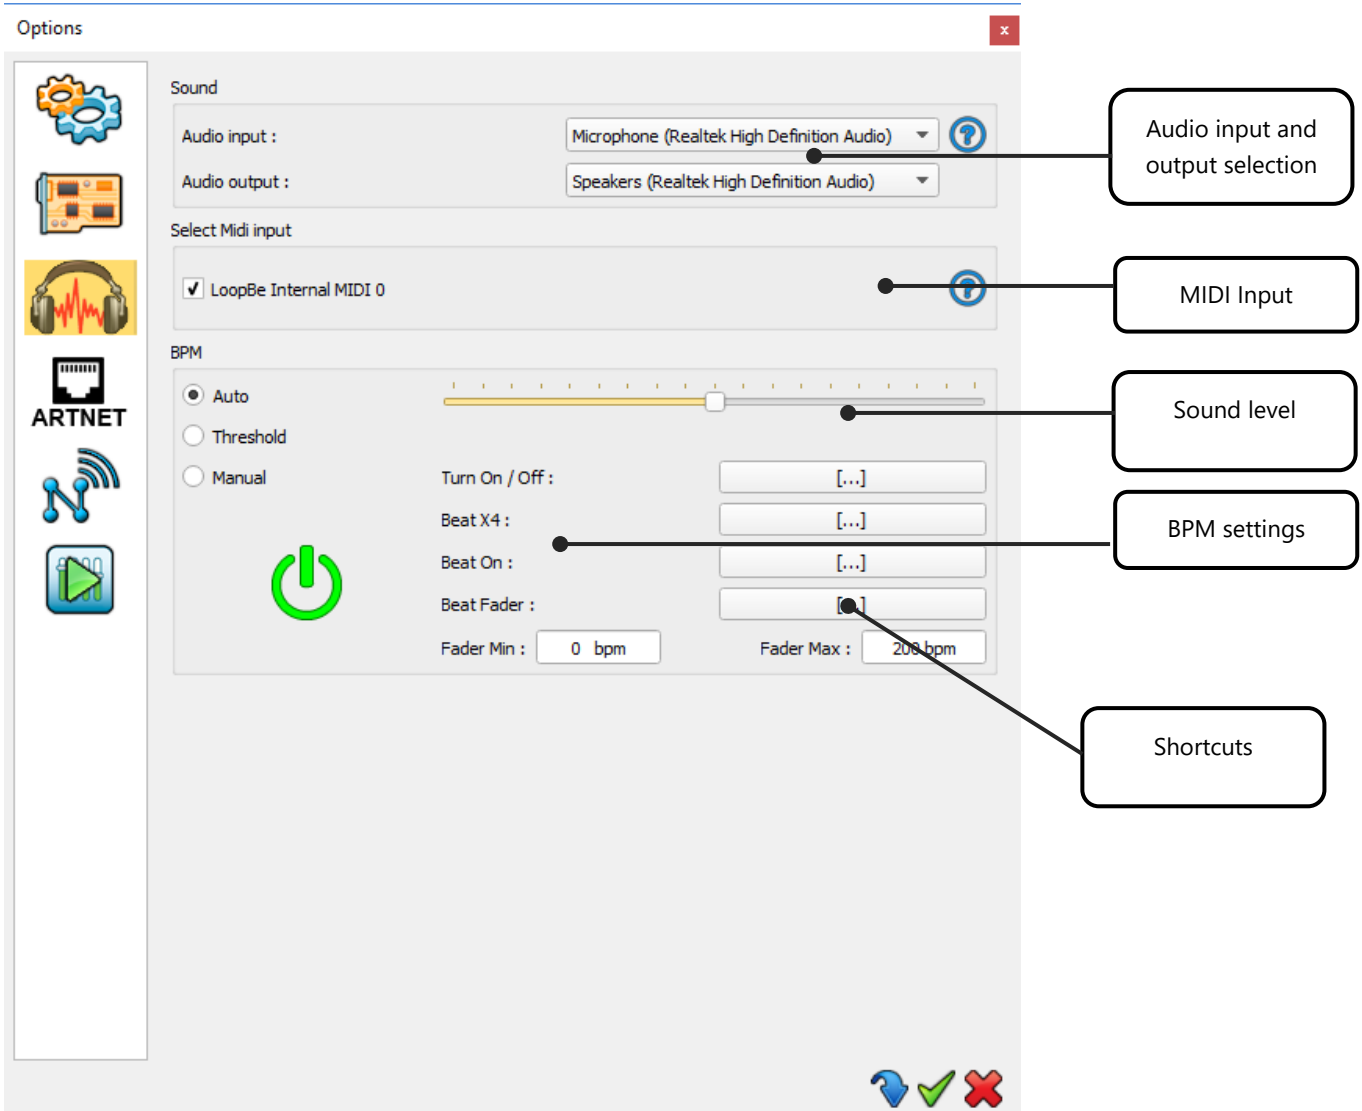 Options
x
Sound
Audio input :
Microphone (Realtek High Definition Audio)
?
Audio input and
output selection
Audio output :
Speakers (Realtek High Definition Audio)
Select Midi input
LoopBe Internal MIDI 0
?
MIDI Input
BPM
Auto
Sound level
ARTNET
Threshold
Manual
Turn On / Off :
[...]
Beat X4 :
[...]
BPM settings
Beat On :
[...]
Beat Fader :
[...]
Fader Min :
0 bpm
Fader Max :
200 bpm
Shortcuts